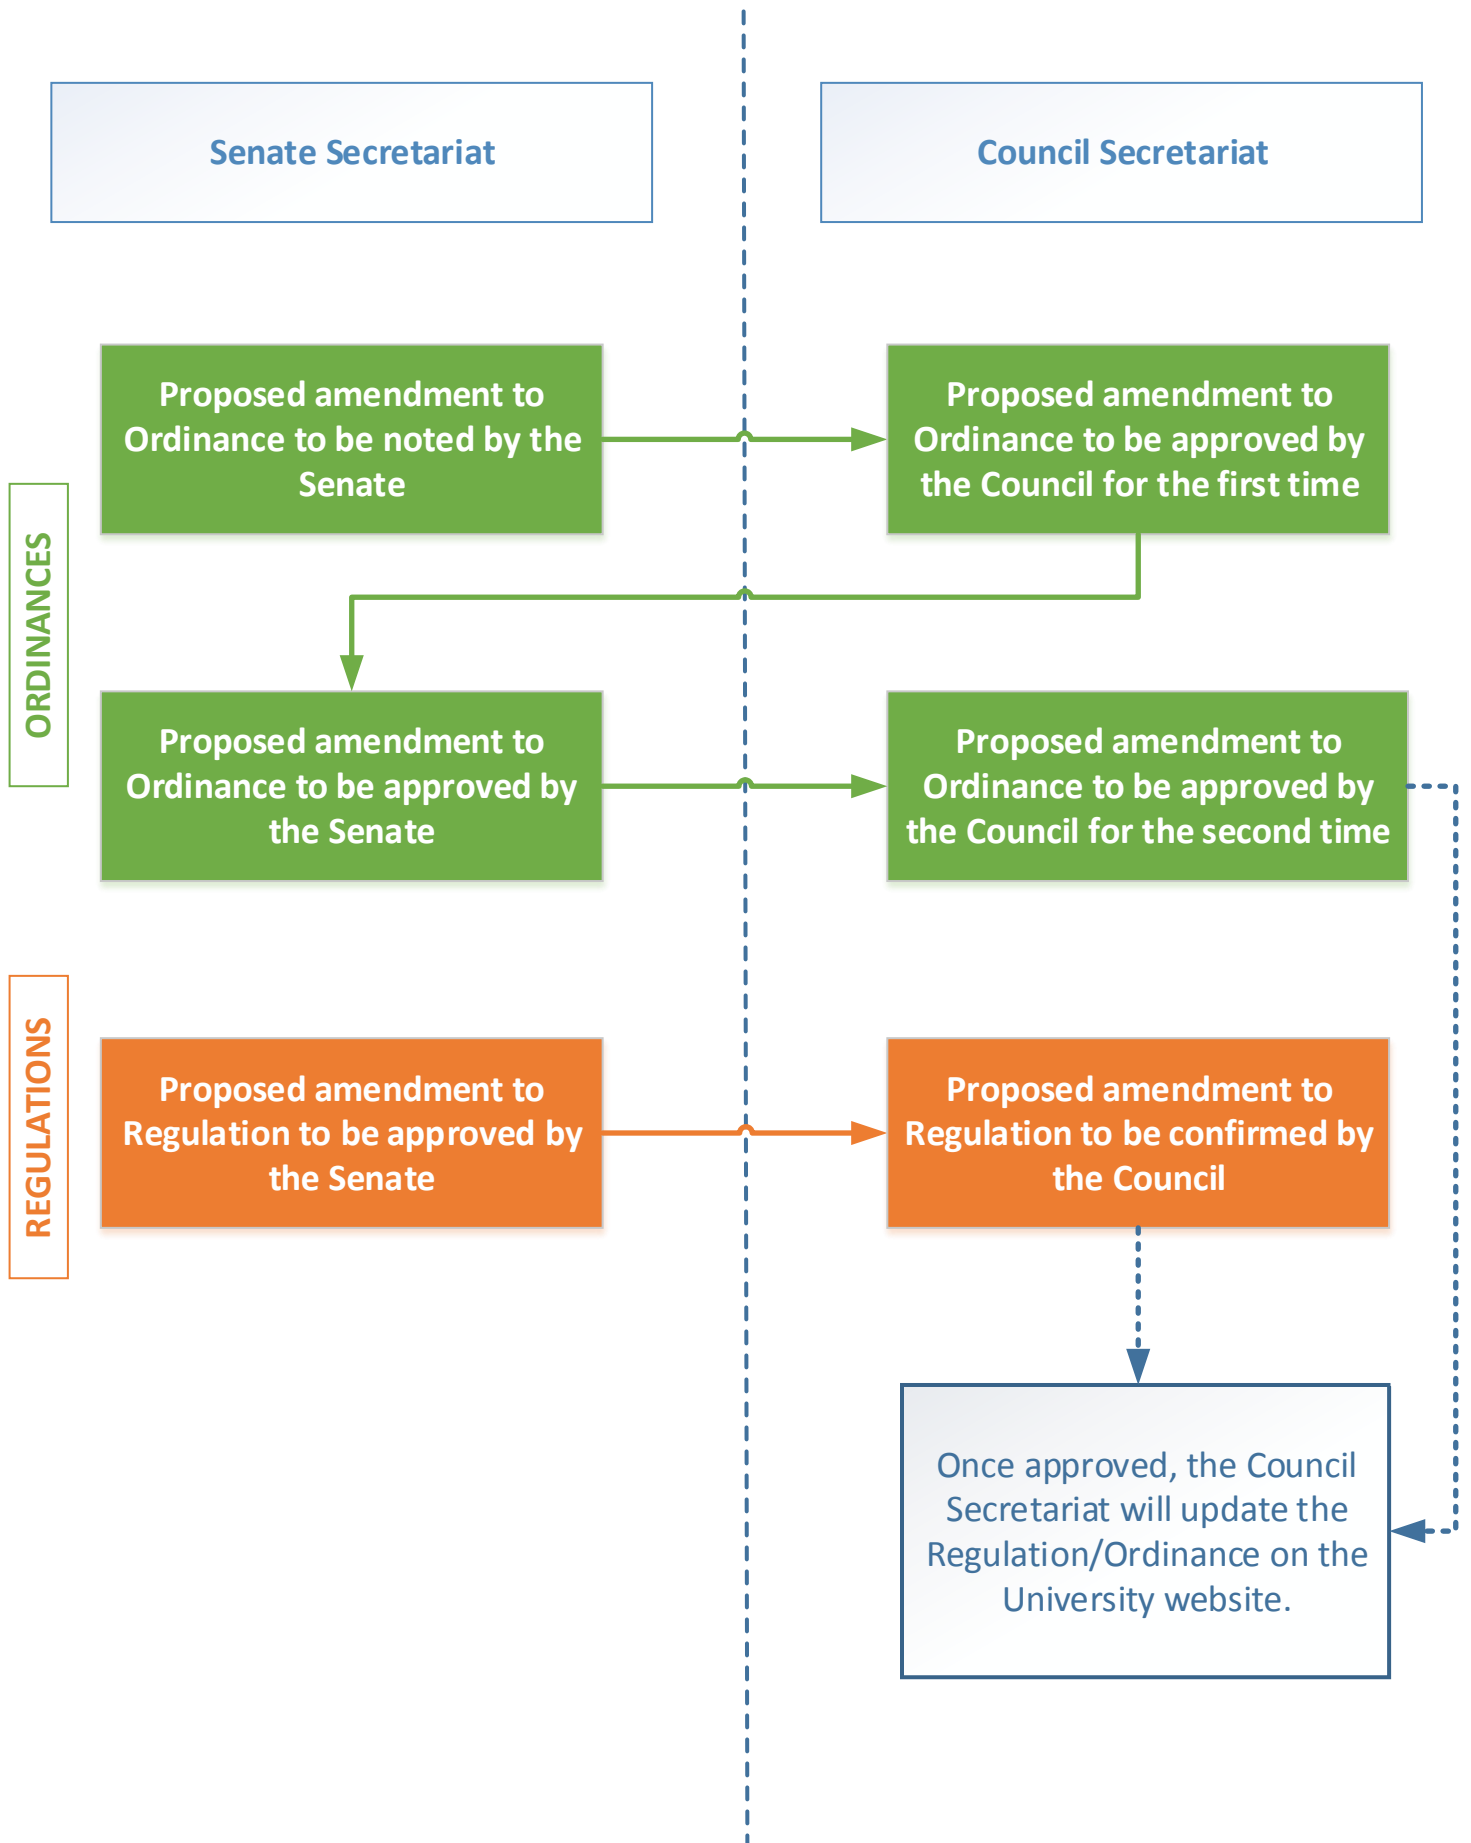 Senate Secretariat
Council Secretariat
ORDINANCES
Proposed amendment to
Ordinance to be noted by the
Senate
Proposed amendment to
Ordinance to be approved by
the Council for the first time
Proposed amendment to
Ordinance to be approved by
the Senate
Proposed amendment to
Ordinance to be approved by
the Council for the second time
REGULATIONS
Proposed amendment to
Regulation to be approved by
the Senate
Proposed amendment to
Regulation to be confirmed by
the Council
Once approved, the Council
Secretariat will update the
Regulation/Ordinance on the
University website.